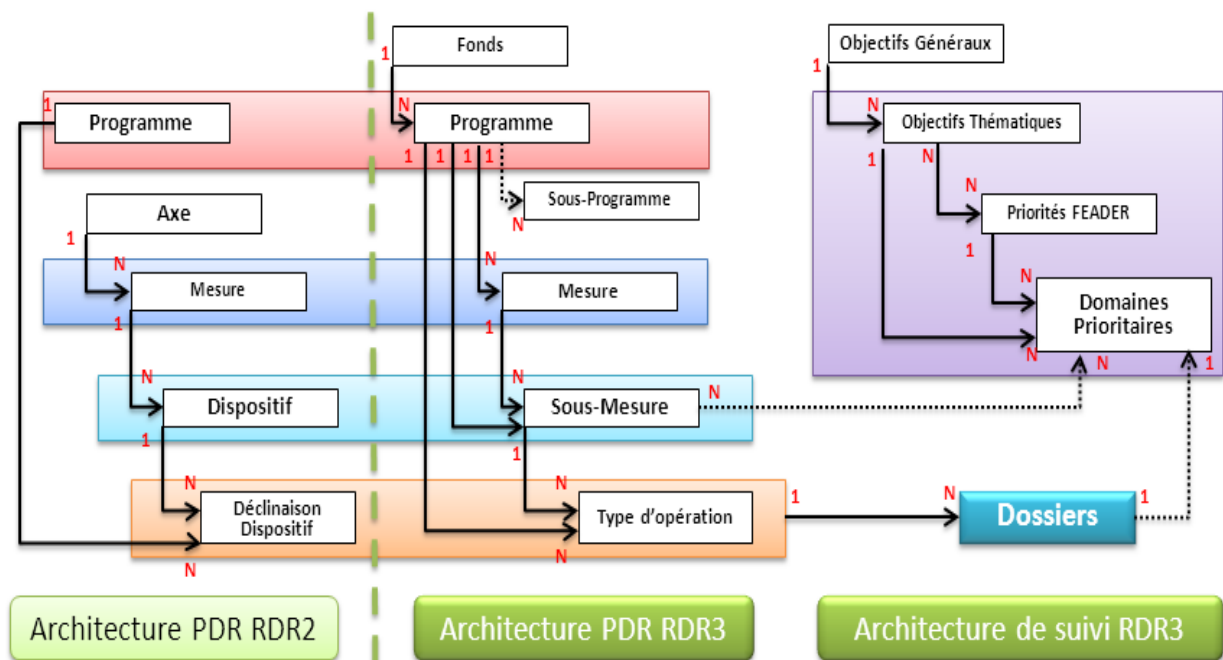 Fonds
Objectifs Généraux
1
1
1
N
N
Programme
Programme
Objectifs Thématiques
1
1
1
1
1
N
Sous-Programme
N
N
Priorités FEADER
Axe
1
1
N
N
N
Mesure
Mesure
Domaines
Prioritaires
1
1
N
N
1
N
N
N
Dispositif
Sous-Mesure
1
1
N
N
Déclinaison
Dispositif
Type d'opération
1
N
Dossiers
1
N
N
Architecture PDR RDR2
Architecture PDR RDR3
Architecture de suivi RDR3